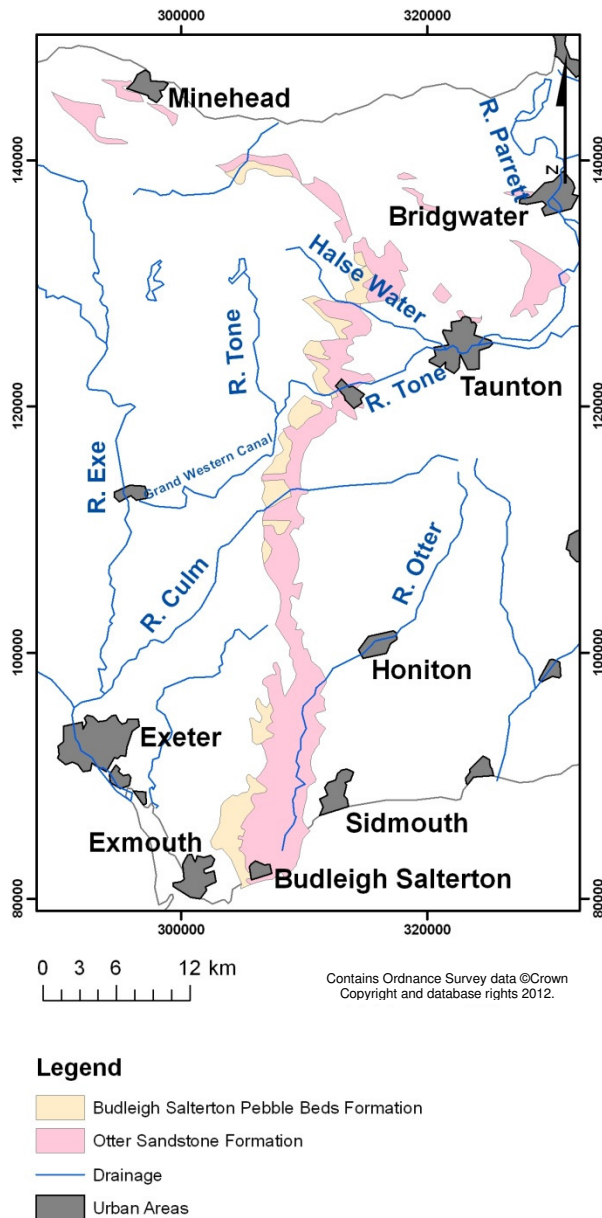 300000
320000
Minehead
R. Parrett
N
140000
140000
Bridgwater
Halse Water
R. Tone
R. Tone
Taunton
120000
120000
R. Exe
Grand Western Canal
R. Culm
R. Otter
100000
100000
Honiton
Exeter
Sidmouth
Exmouth
Budleigh Salterton
80000
80000
300000
320000
0 3 6 12 km
Contains Ordnance Survey data ©Crown
Copyright and database rights 2012.
Legend
Budleigh Salterton Pebble Beds Formation
Otter Sandstone Formation
Drainage
Urban Areas